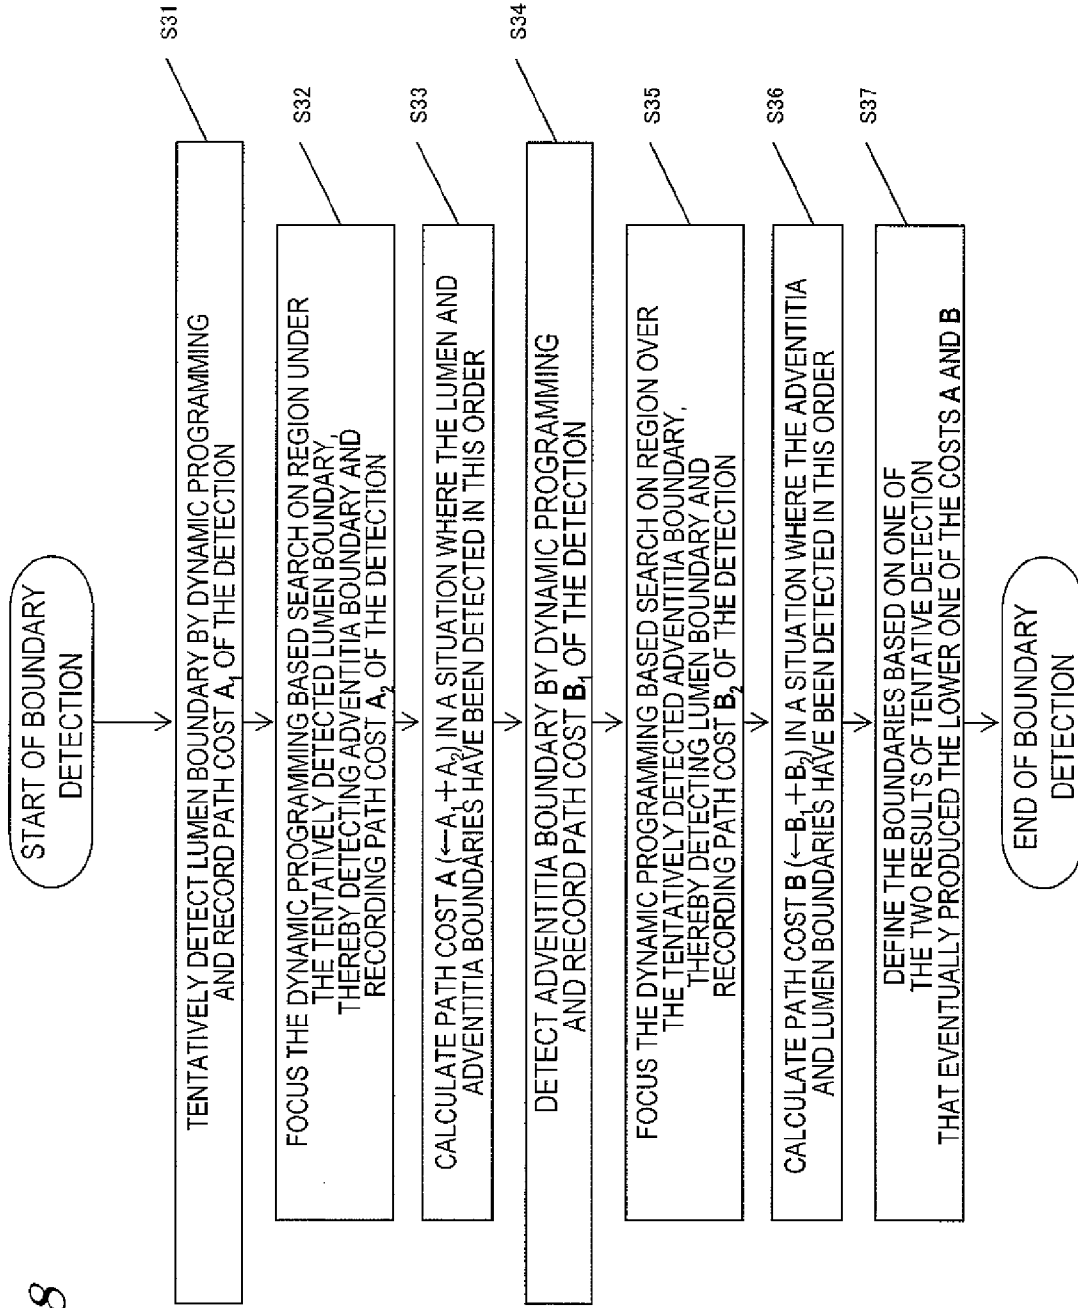 8
START OF BOUNDARY
DETECTION
S31
TENTATIVELY DETECT LUMEN BOUNDARY BY DYNAMIC PROGRAMMING
AND RECORD PATH COST A₁ OF THE DETECTION
S32
FOCUS THE DYNAMIC PROGRAMMING BASED SEARCH ON REGION UNDER
THE TENTATIVELY DETECTED LUMEN BOUNDARY,
THEREBY DETECTING ADVENTITIA BOUNDARY AND
RECORDING PATH COST A₂ OF THE DETECTION
S33
CALCULATE PATH COST A (←A₁+A₂) IN A SITUATION WHERE THE LUMEN AND
ADVENTITIA BOUNDARIES HAVE BEEN DETECTED IN THIS ORDER
S34
DETECT ADVENTITIA BOUNDARY BY DYNAMIC PROGRAMMING
AND RECORD PATH COST B₁ OF THE DETECTION
S35
FOCUS THE DYNAMIC PROGRAMMING BASED SEARCH ON REGION OVER
THE TENTATIVELY DETECTED ADVENTITIA BOUNDARY,
THEREBY DETECTING LUMEN BOUNDARY AND
RECORDING PATH COST B₂ OF THE DETECTION
S36
CALCULATE PATH COST B (←B₁+B₂) IN A SITUATION WHERE THE ADVENTITIA
AND LUMEN BOUNDARIES HAVE BEEN DETECTED IN THIS ORDER
S37
DEFINE THE BOUNDARIES BASED ON ONE OF
THE TWO RESULTS OF TENTATIVE DETECTION
THAT EVENTUALLY PRODUCED THE LOWER ONE OF THE COSTS A AND B
END OF BOUNDARY
DETECTION